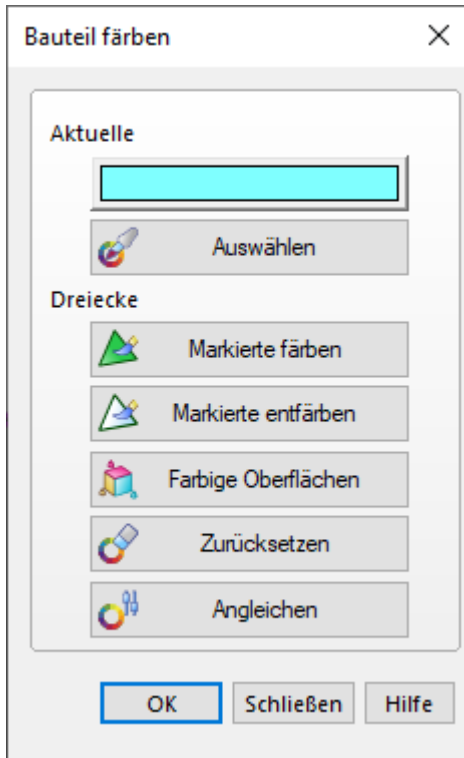 Bauteil färben
Aktuelle
Auswählen
Dreiecke
Markierte färben
Markierte entfärben
Farbige Oberflächen
Zurücksetzen
Angleichen
OK Schließen Hilfe